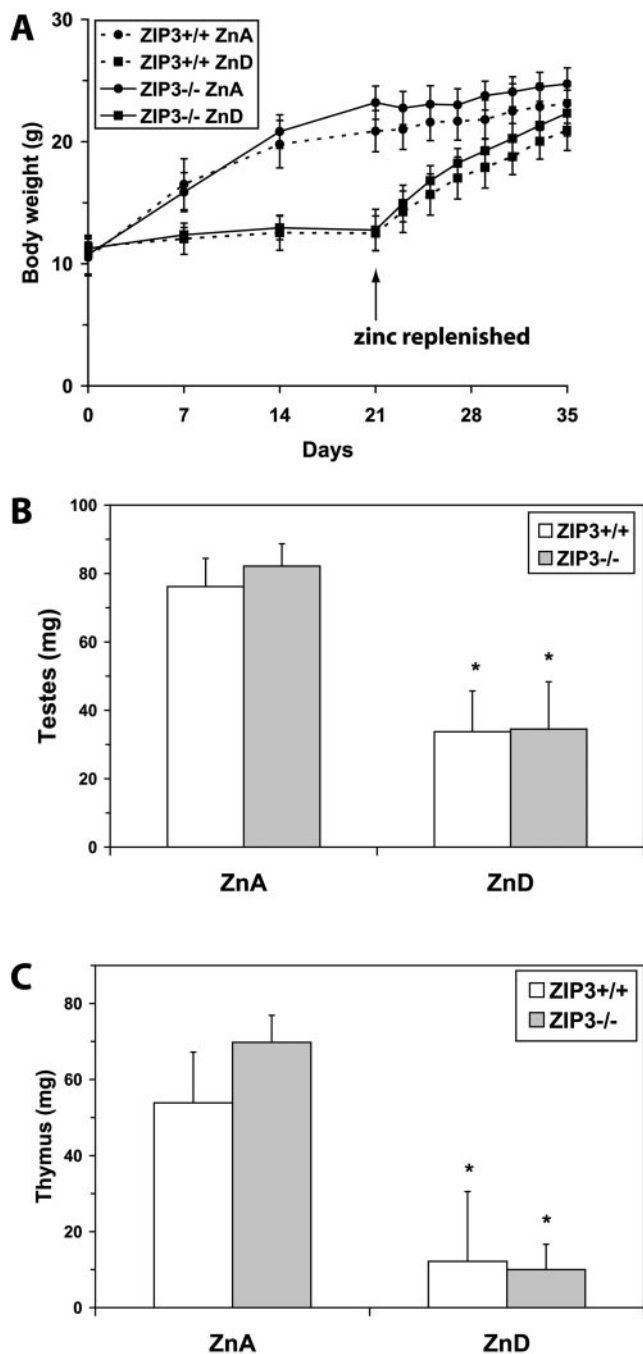 A
ZIP3+/+ ZnA
ZIP3+/+ ZnD
ZIP3-/- ZnA
ZIP3-/- ZnD
Body weight (g)
30
20
10
0
zinc replenished
0 7 14 21 28 35
Days
B
ZIP3+/+
ZIP3-/-
Testes (mg)
100
80
60
40
20
0
* *
ZnA ZnD
C
ZIP3+/+
ZIP3-/-
Thymus (mg)
80
60
40
20
0
* *
ZnA ZnD